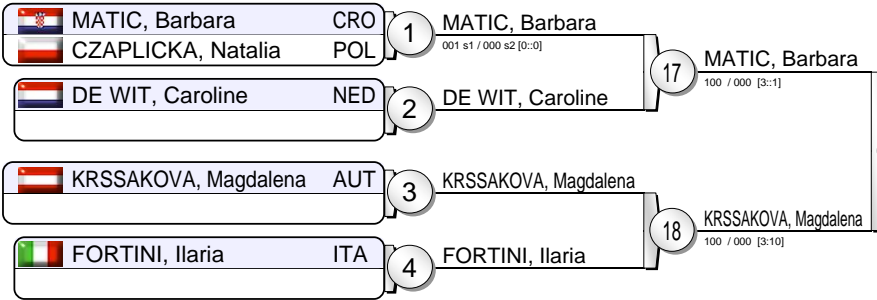 MATIC, Barbara CRO
CZAPLICKA, Natalia POL
1
MATIC, Barbara
001 s1 / 000 s2 [0::0]
DE WIT, Caroline NED
2
DE WIT, Caroline
17
MATIC, Barbara
100 / 000 [3::1]
KRSSAKOVA, Magdalena AUT
3
KRSSAKOVA, Magdalena
FORTINI, Ilaria ITA
4
FORTINI, Ilaria
18
KRSSAKOVA, Magdalena
100 / 000 [3:10]